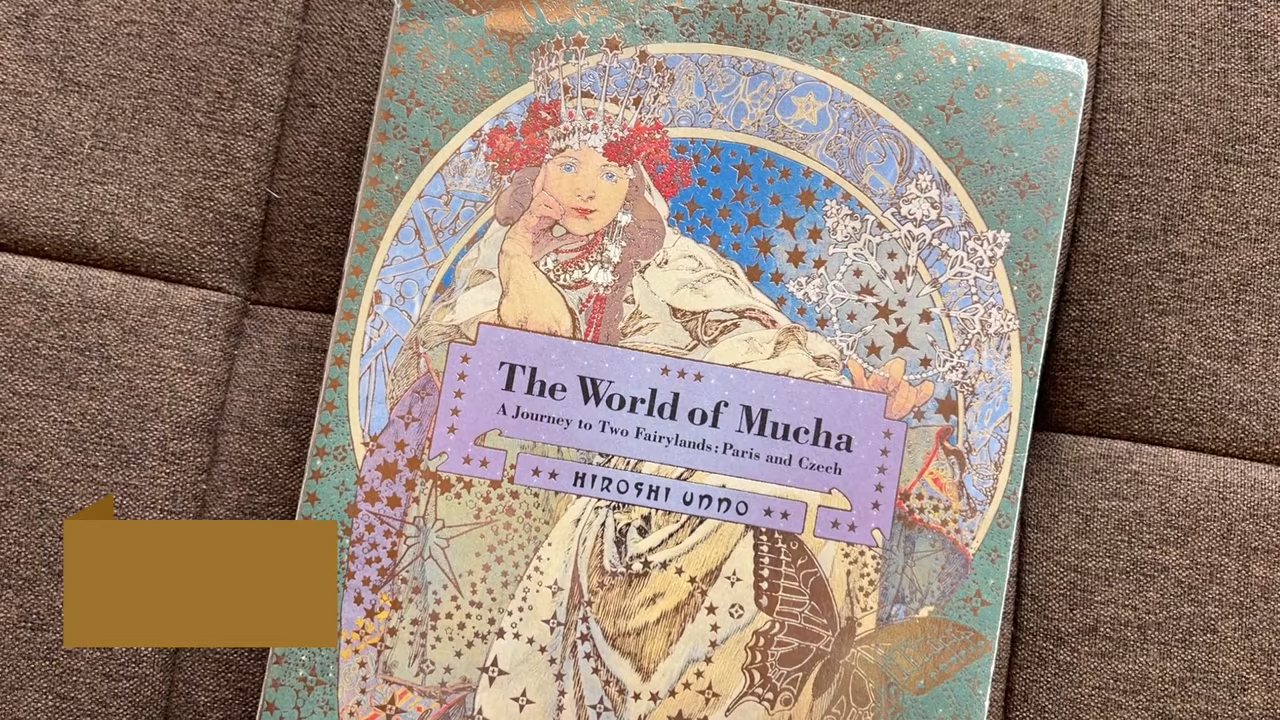 The World of Mucha
A Journey to Two Fairylands: Paris and Czech
HIROSHI UNNO